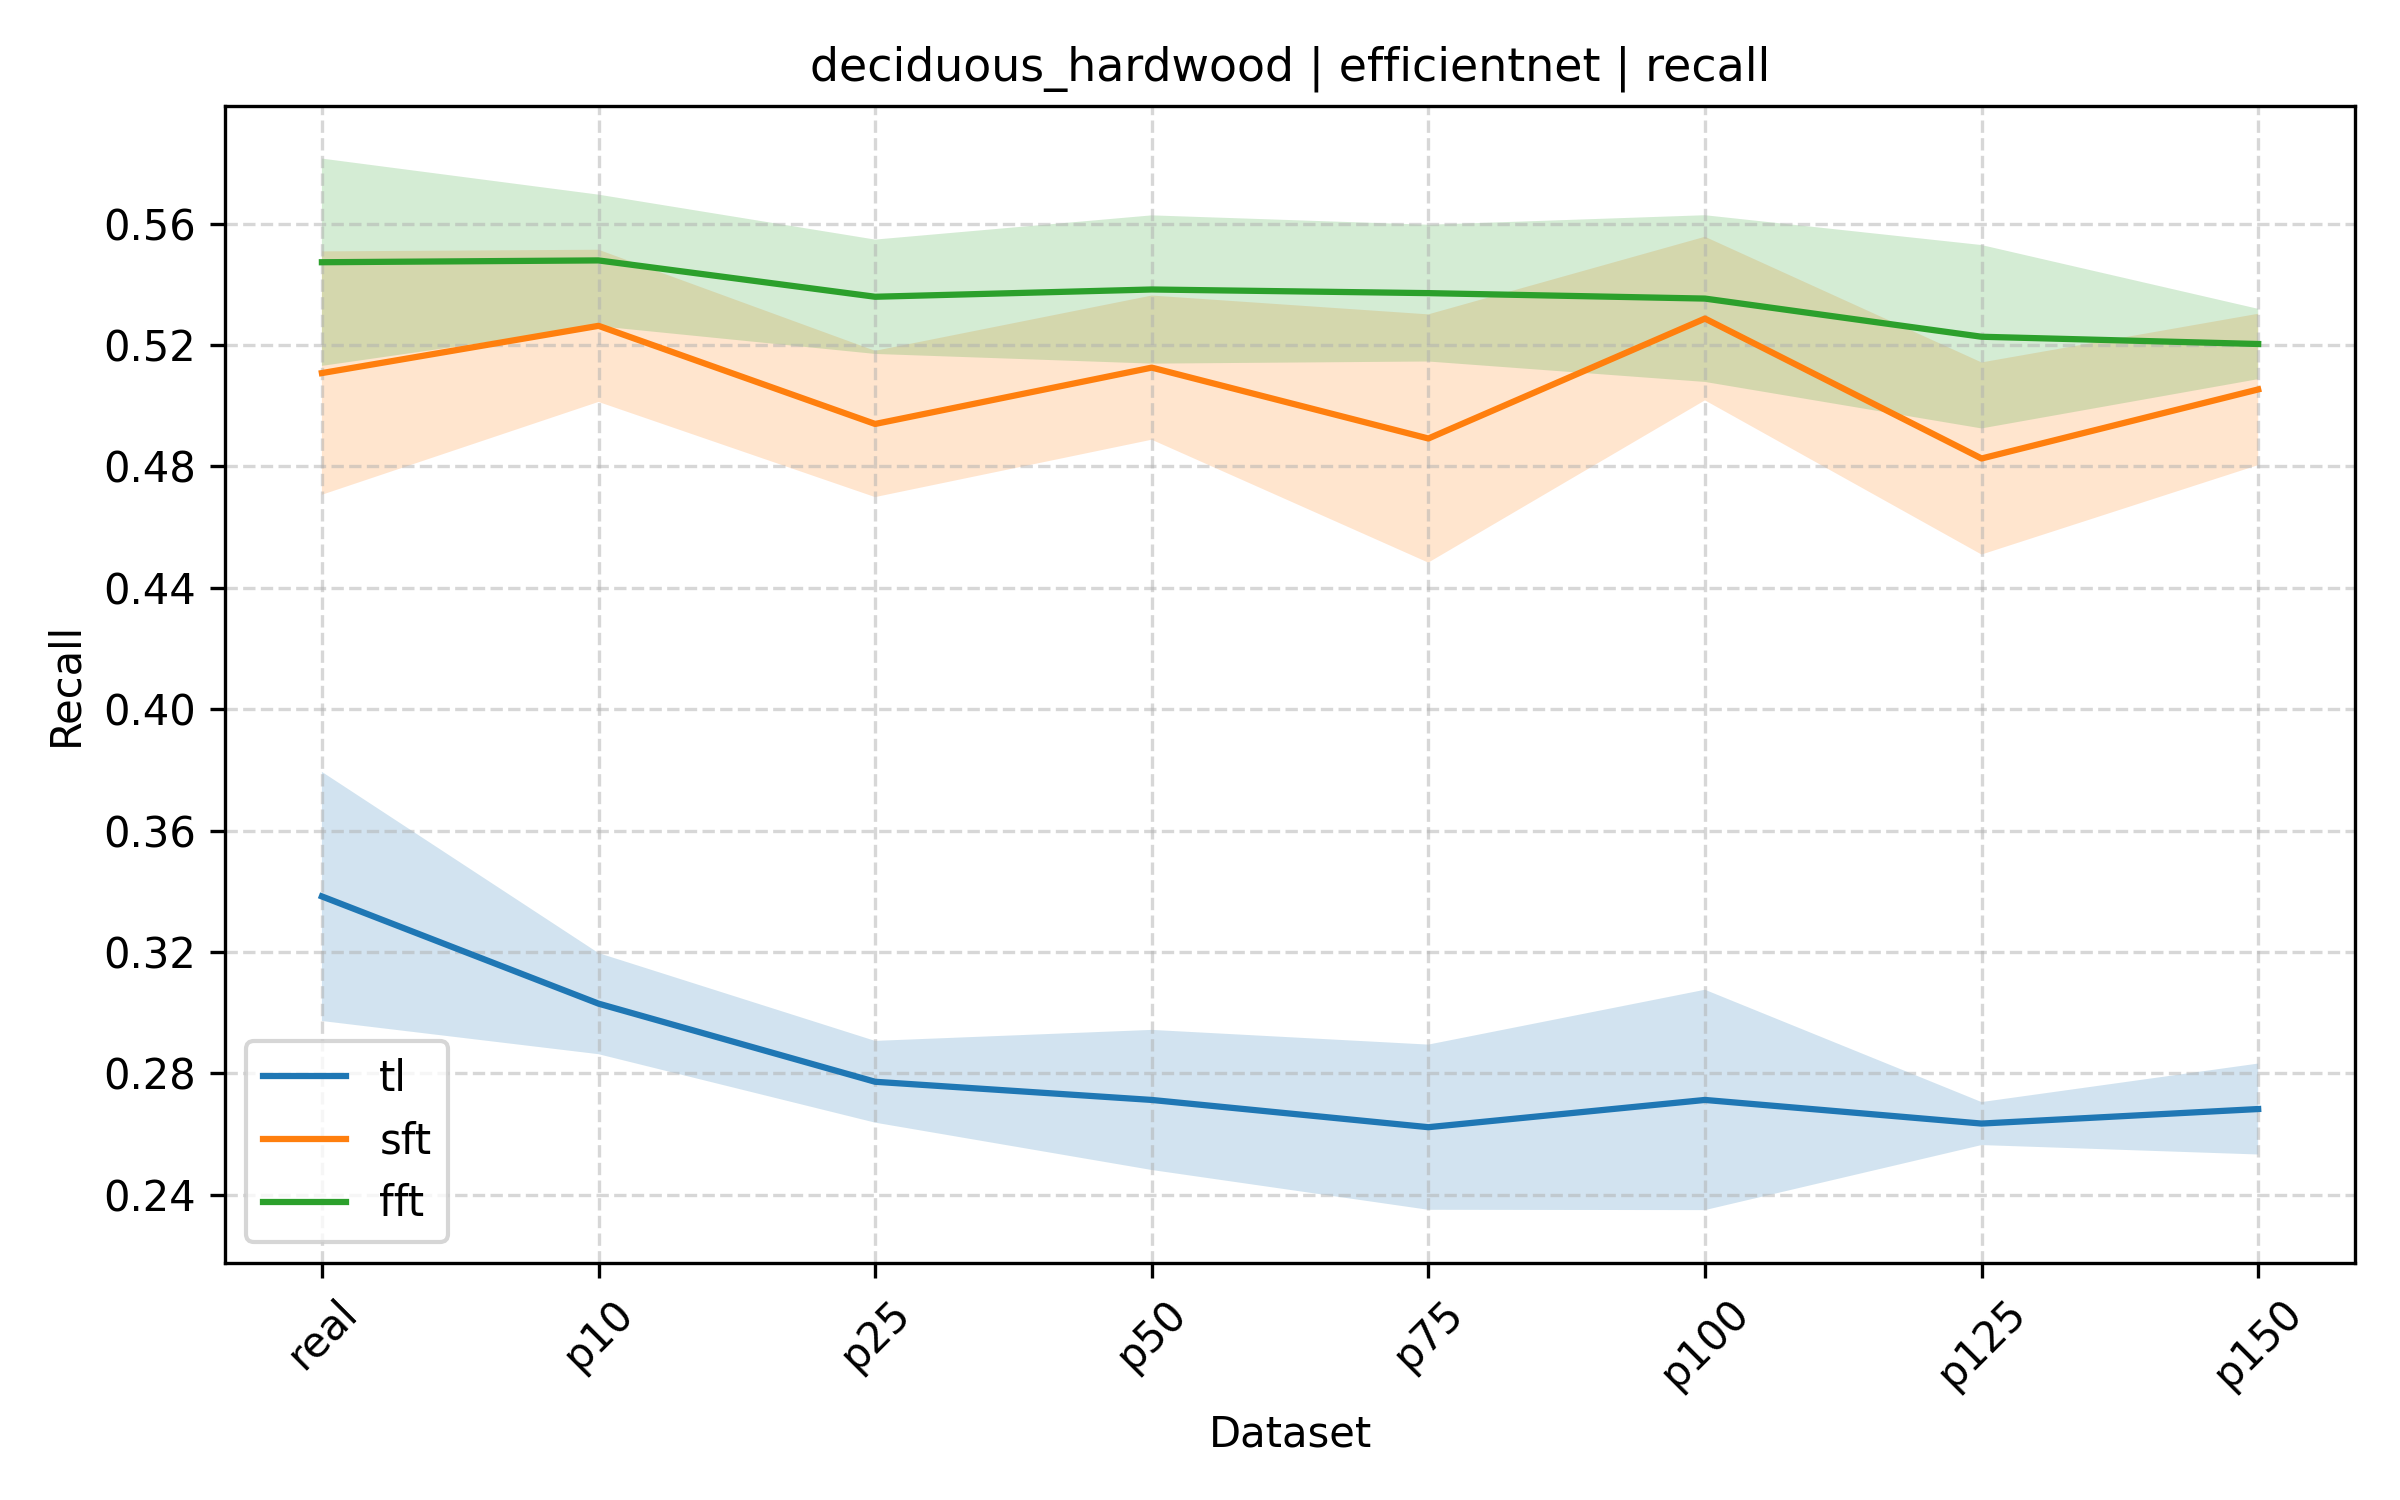 deciduous_hardwood | efficientnet | recall
Recall
0.56
0.52
0.48
0.44
0.40
0.36
0.32
0.28
0.24
tl
sft
fft
real
p10
p25
p50
p75
p100
p125
p150
Dataset